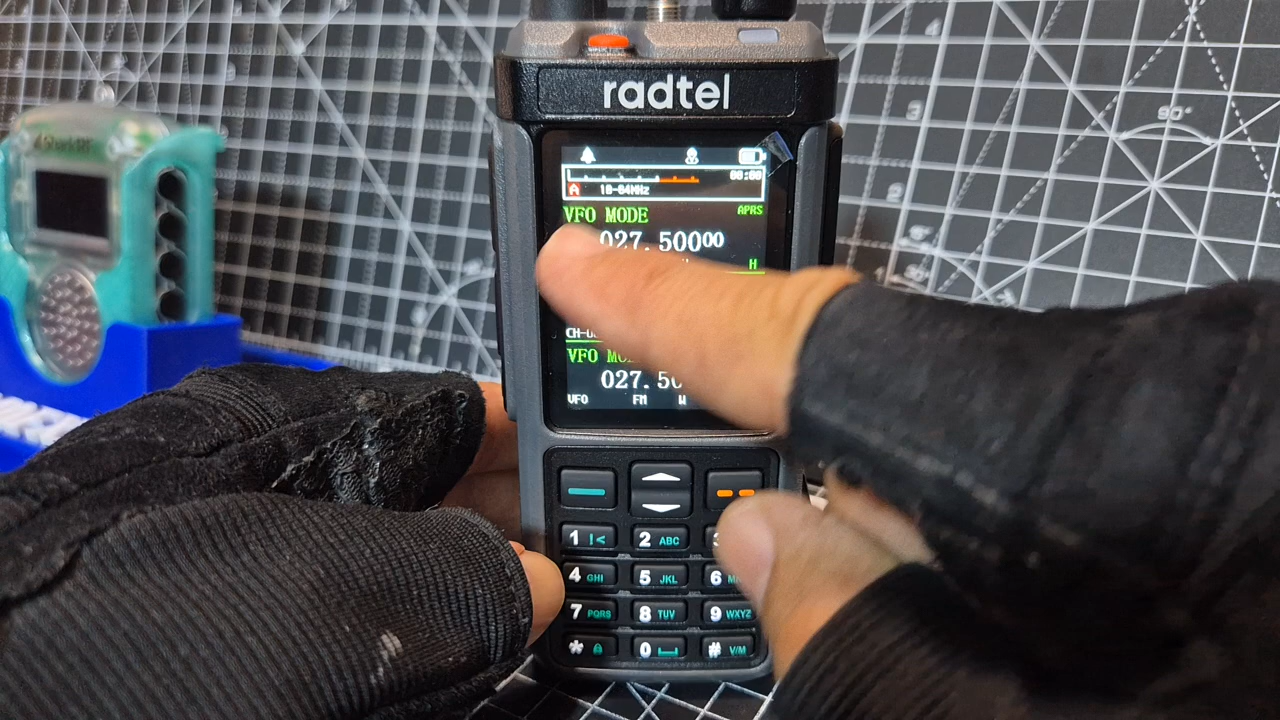 radtel
00:00
A 18-64MHz
VFO MODE APRS
027.50000
H
VFO
027.50
VFO FM
1 |<
2 ABC
4 GHI
5 JKL
6
7 PQRS
8 TUV
9 WXYZ
*
0
# V/M